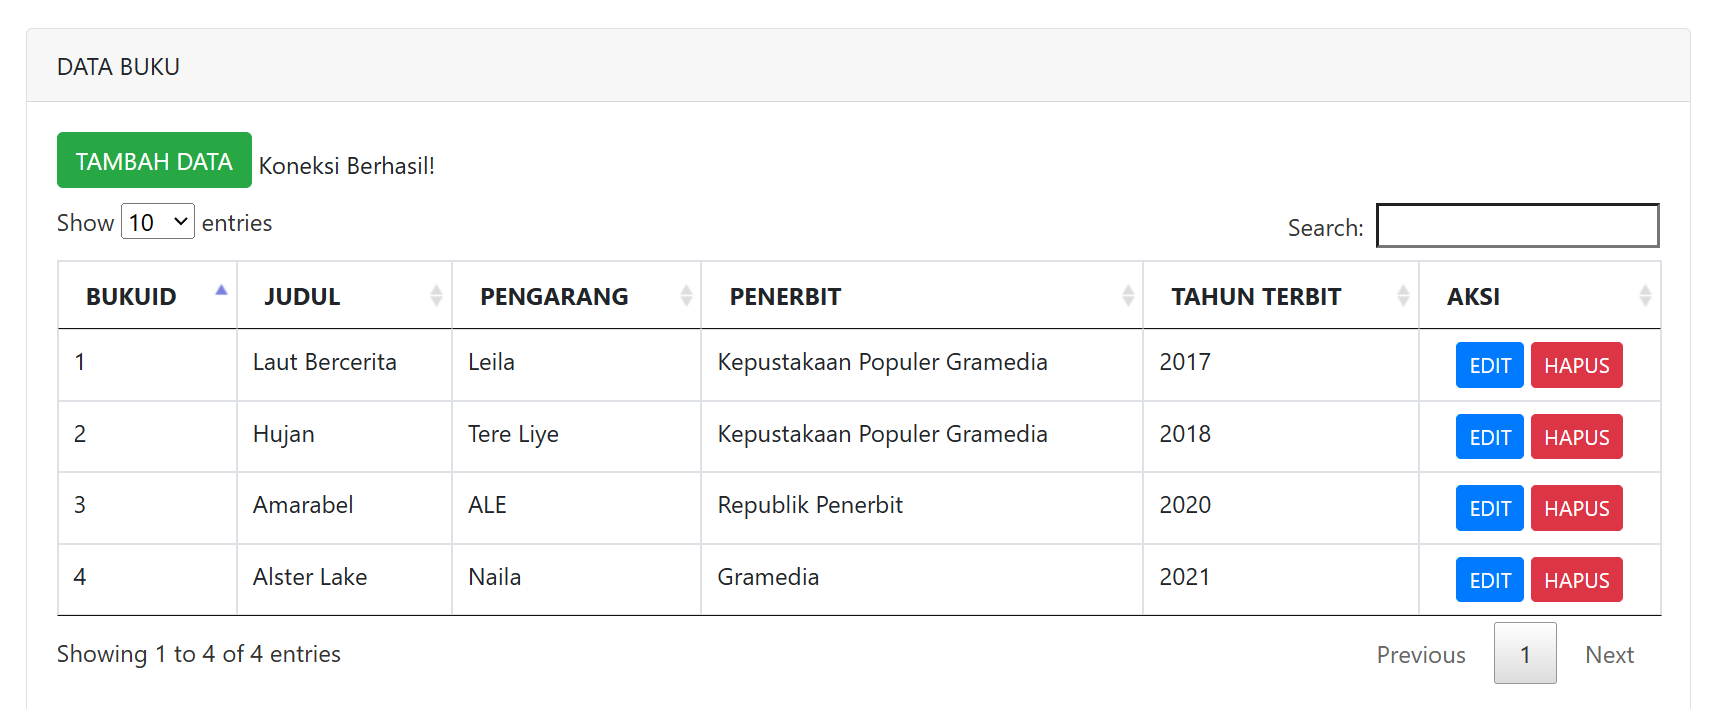 DATA BUKU
TAMBAH DATA Koneksi Berhasil!
Show 10 entries
Search:
BUKUID JUDUL PENGARANG PENERBIT TAHUN TERBIT AKSI
1 Laut Bercerita Leila Kepustakaan Populer Gramedia 2017 EDIT HAPUS
2 Hujan Tere Liye Kepustakaan Populer Gramedia 2018 EDIT HAPUS
3 Amarabel ALE Republik Penerbit 2020 EDIT HAPUS
4 Alster Lake Naila Gramedia 2021 EDIT HAPUS
Showing 1 to 4 of 4 entries
Previous 1 Next